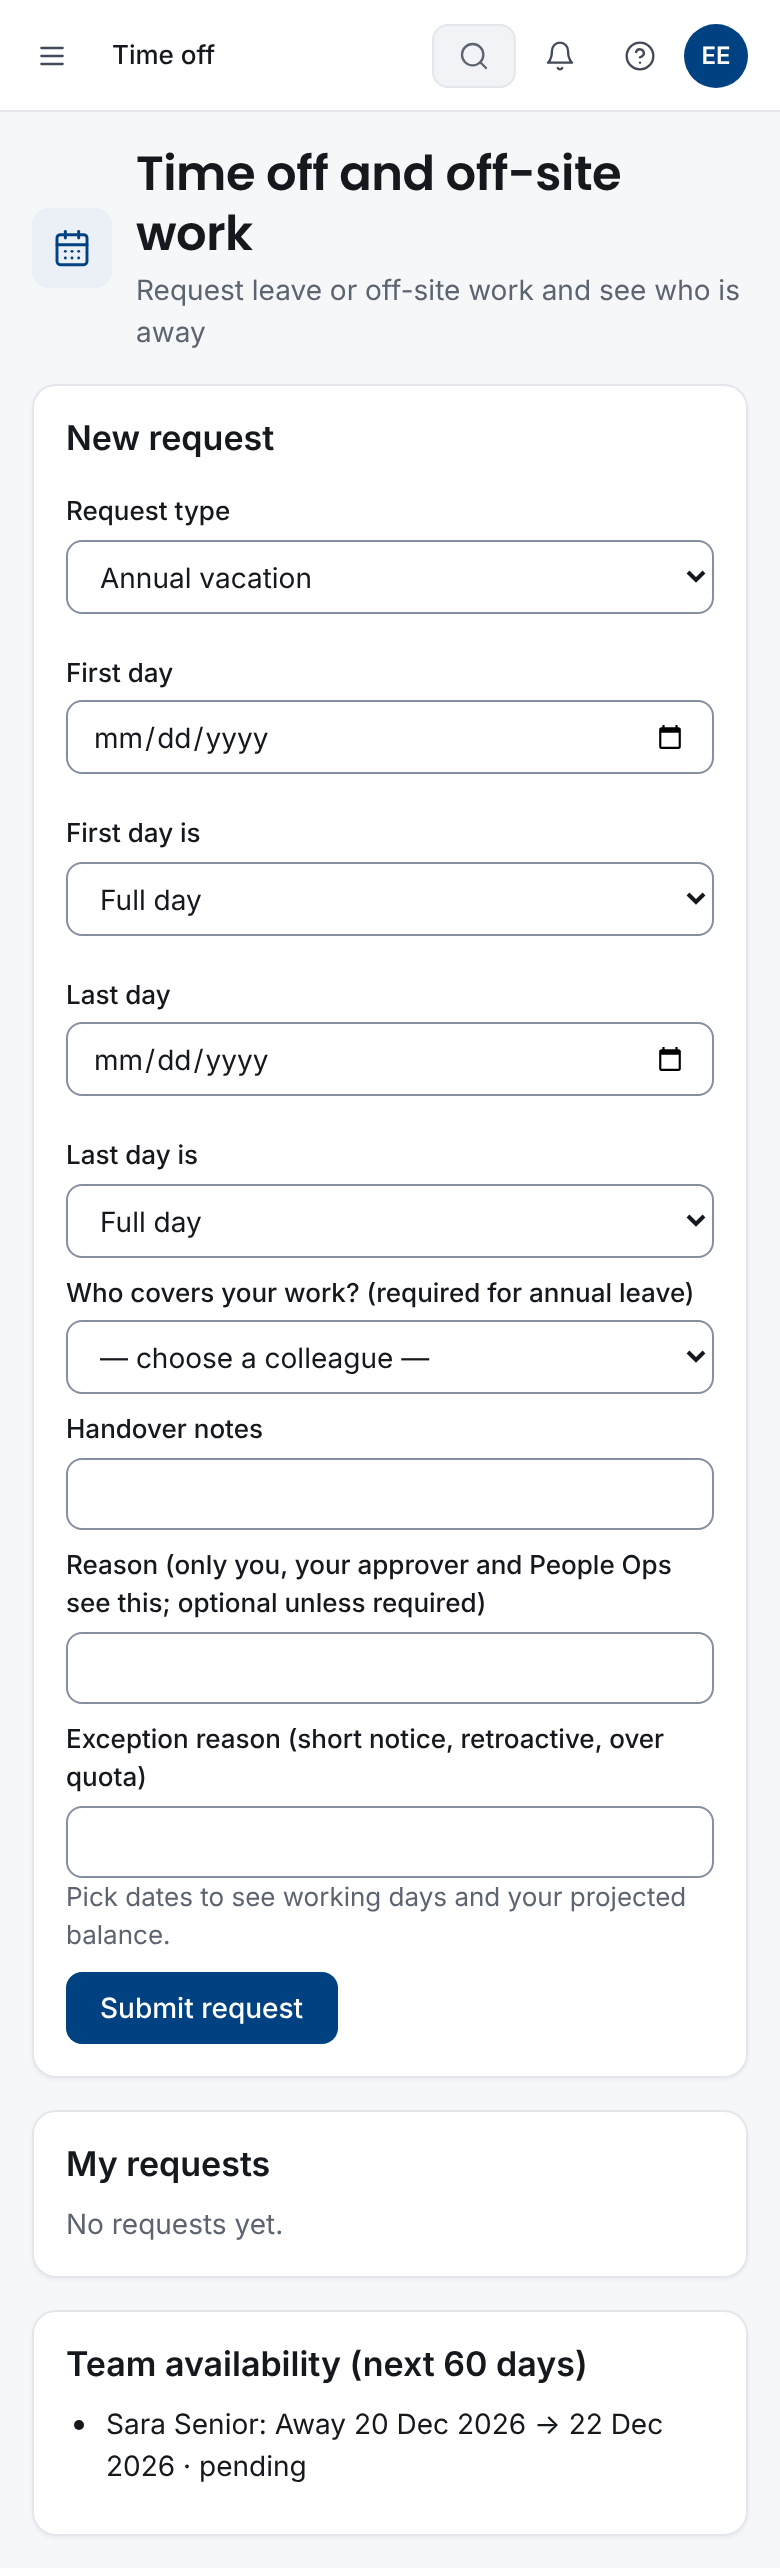 Time off
EE
Time off and off-site
work
Request leave or off-site work and see who is
away
New request
Request type
Annual vacation
First day
mm/dd/yyyy
First day is
Full day
Last day
mm/dd/yyyy
Last day is
Full day
Who covers your work? (required for annual leave)
— choose a colleague —
Handover notes
Reason (only you, your approver and People Ops
see this; optional unless required)
Exception reason (short notice, retroactive, over
quota)
Pick dates to see working days and your projected
balance.
Submit request
My requests
No requests yet.
Team availability (next 60 days)
• Sara Senior: Away 20 Dec 2026 → 22 Dec
2026 · pending